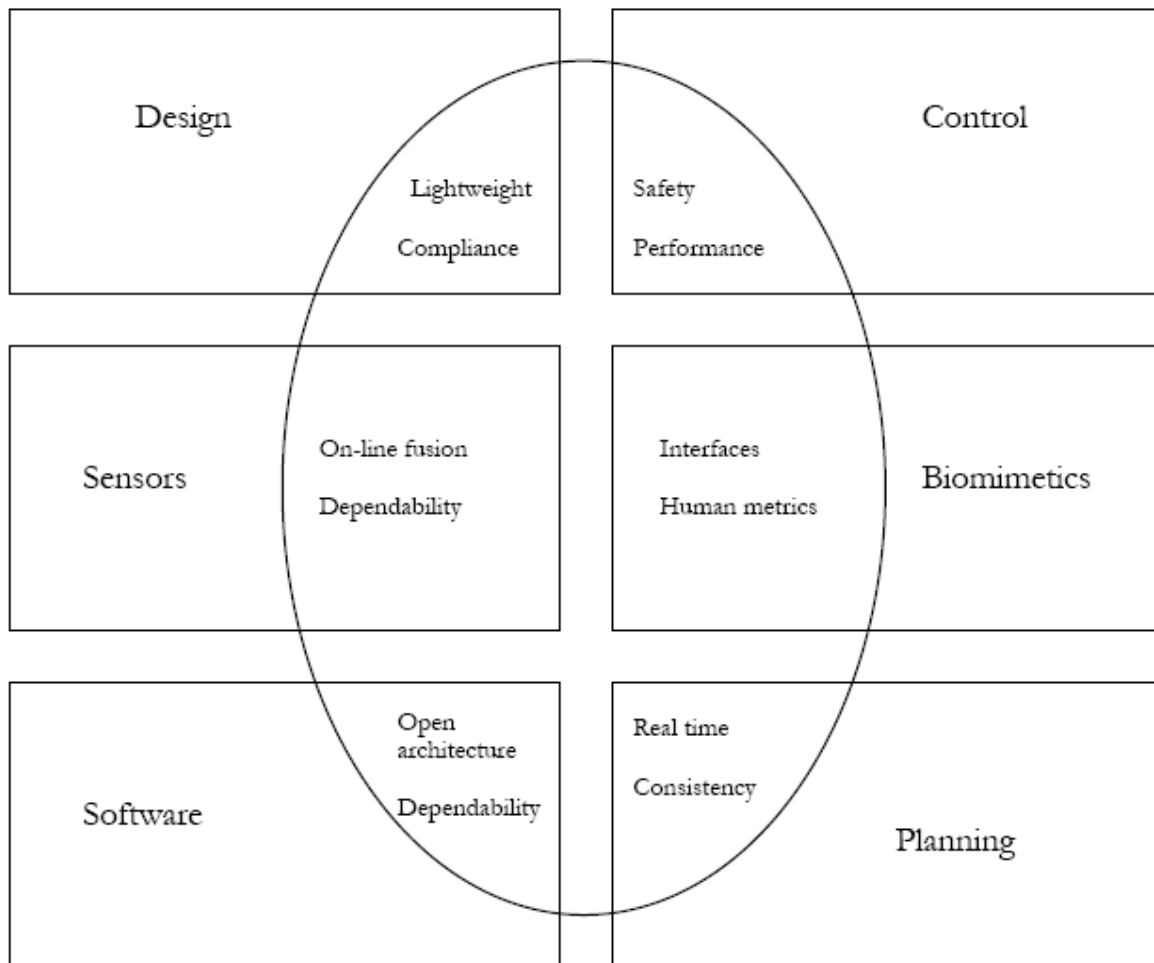 Design
Lightweight
Compliance
Control
Safety
Performance
Sensors
On-line fusion
Dependability
Interfaces
Human metrics
Biomimetics
Software
Open
architecture
Dependability
Real time
Consistency
Planning